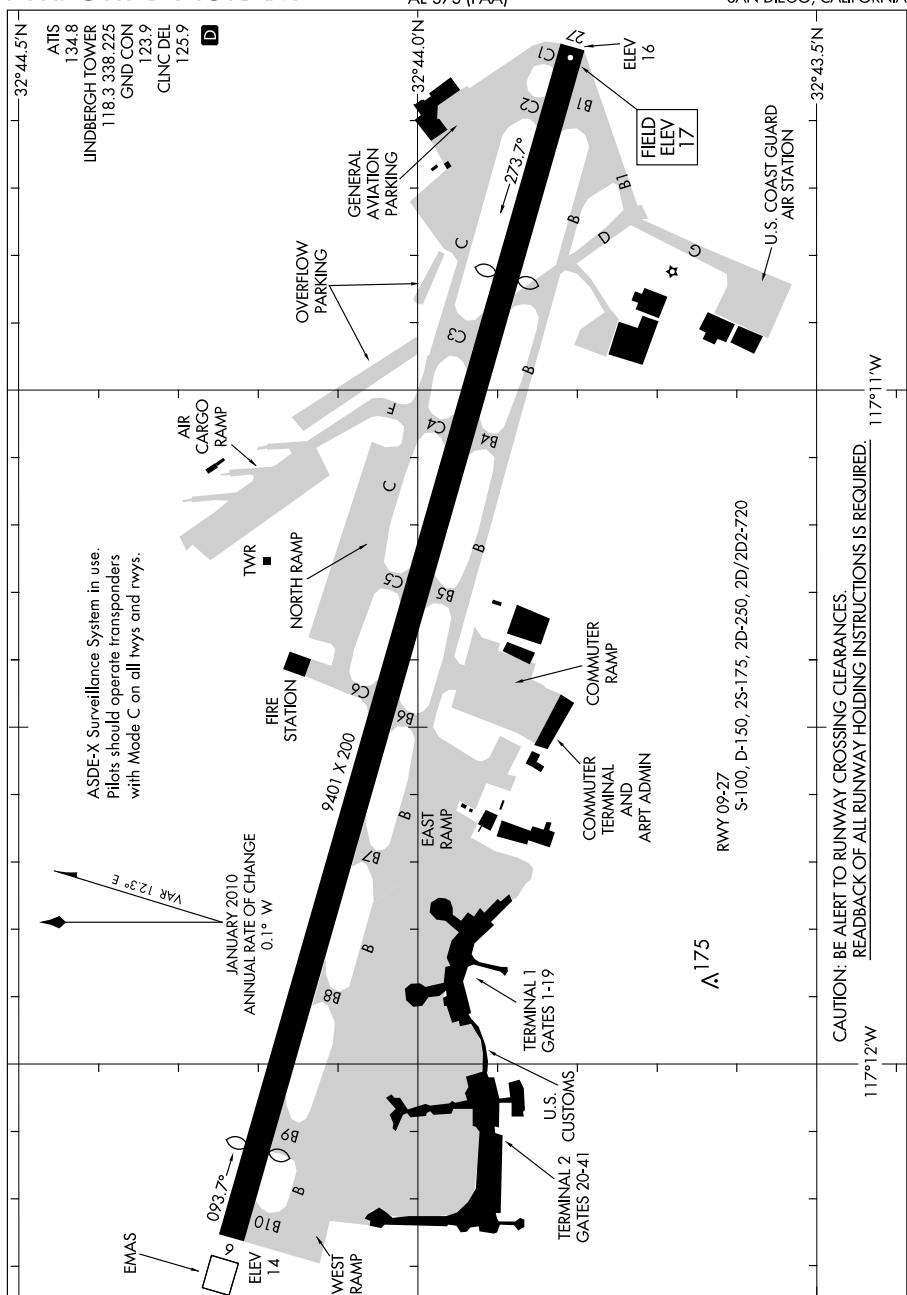 AL-373 (FAA)
SAN DIEGO, CALIFORNIA
32°44.5'N
32°44.0'N
32°43.5'N
ATIS
134.8
LINDBERGH TOWER
118.3 338.225
GND CON
123.9
CLNC DEL
125.9
D
27
ELEV
16
FIELD
ELEV
17
C1
C2
B1
B1
273.7°
GENERAL
AVIATION
PARKING
U.S. COAST GUARD
AIR STATION
C
B
D
G
OVERFLOW
PARKING
C3
B
117°11'W
AIR
CARGO
RAMP
F
C4
B4
C
B
TWR
NORTH RAMP
C5
B5
ASDE-X Surveillance System in use.
Pilots should operate transponders
with Mode C on all twys and rwys.
FIRE
STATION
C6
B6
COMMUTER
RAMP
9401 X 200
COMMUTER
TERMINAL
AND
ARPT ADMIN
EAST
RAMP
B
B7
RWY 09-27
S-100, D-150, 2S-175, 2D-250, 2D/2D2-720
VAR 12.3° E
JANUARY 2010
ANNUAL RATE OF CHANGE
0.1° W
B
B8
TERMINAL 1
GATES 1-19
175
U.S.
CUSTOMS
117°12'W
B9
B
TERMINAL 2
GATES 20-41
093.7°
B10
9
ELEV
14
EMAS
WEST
RAMP
CAUTION: BE ALERT TO RUNWAY CROSSING CLEARANCES.
READBACK OF ALL RUNWAY HOLDING INSTRUCTIONS IS REQUIRED.